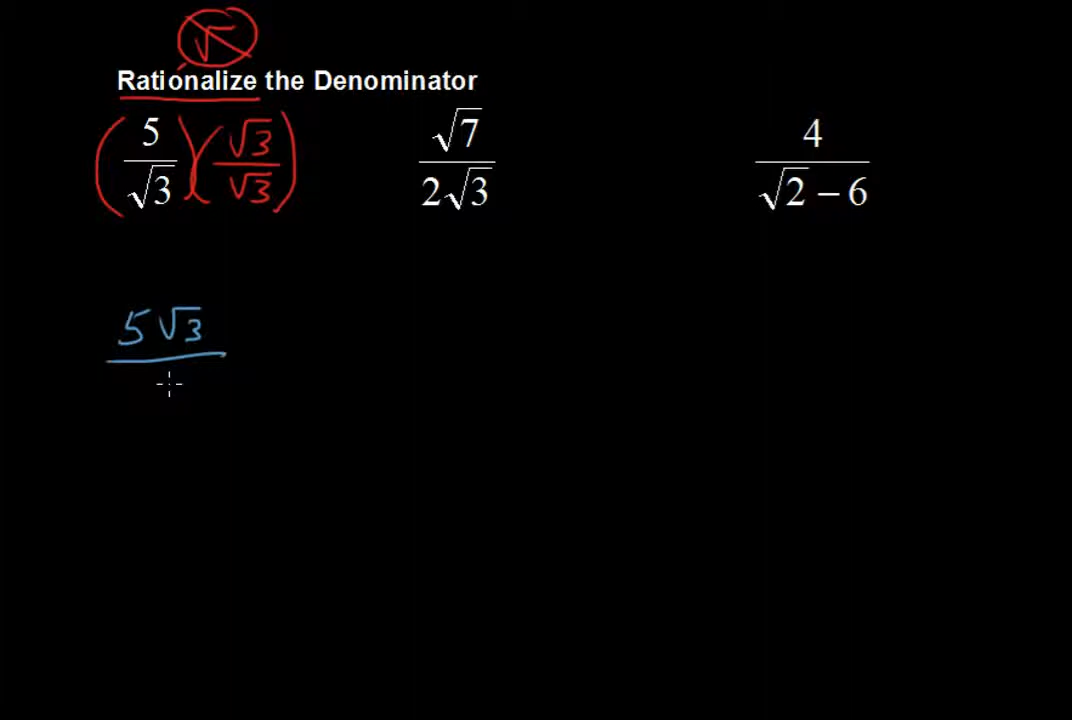 √
Rationalize the Denominator
(5/√3)(√3/√3) √7/2√3 4/√2 − 6
5√3